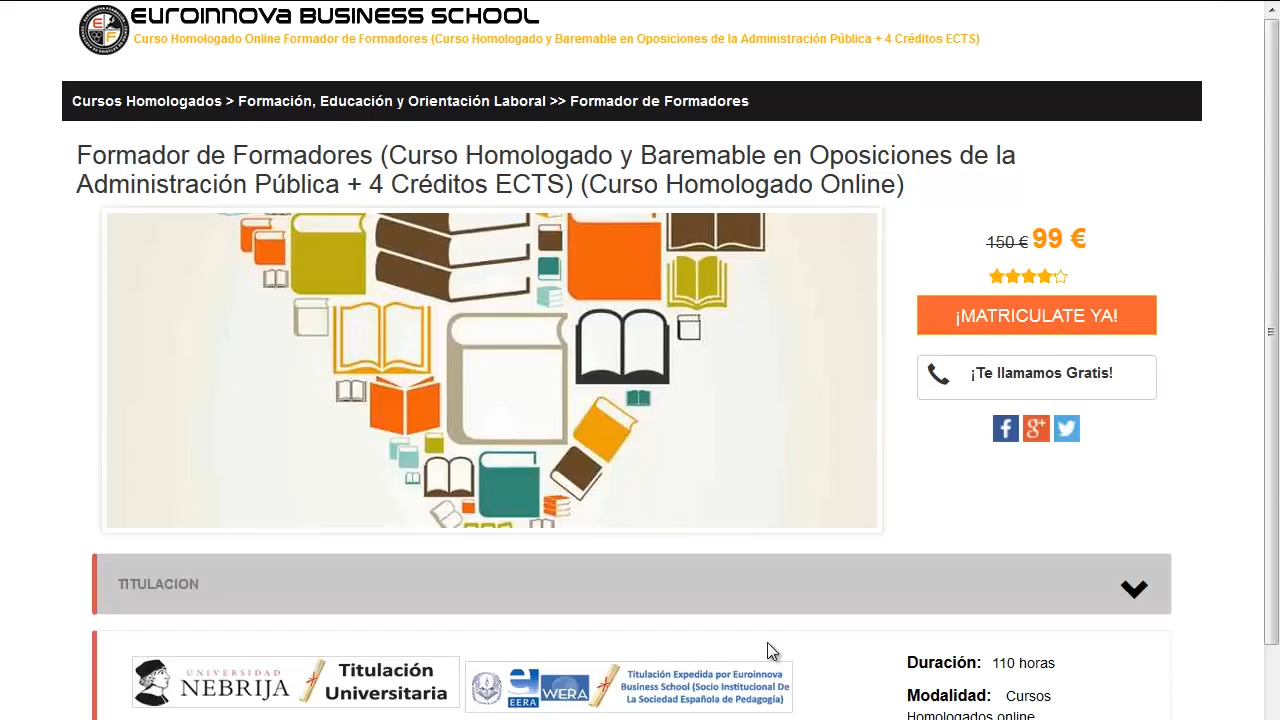 EUROINNOVA BUSINESS SCHOOL
Curso Homologado Online Formador de Formadores (Curso Homologado y Baremable en Oposiciones de la Administración Pública + 4 Créditos ECTS)
Cursos Homologados > Formación, Educación y Orientación Laboral >> Formador de Formadores
Formador de Formadores (Curso Homologado y Baremable en Oposiciones de la
Administración Pública + 4 Créditos ECTS) (Curso Homologado Online)
150 € 99 €
¡MATRICULATE YA!
¡Te llamamos Gratis!
TITULACION
UNIVERSIDAD
NEBRIJA
Titulación
Universitaria
EERA
WERA
Titulación Expedida por Euroinnova
Business School (Socio Institucional De
La Sociedad Española de Pedagogía)
Duración: 110 horas
Modalidad: Cursos
Homologados online